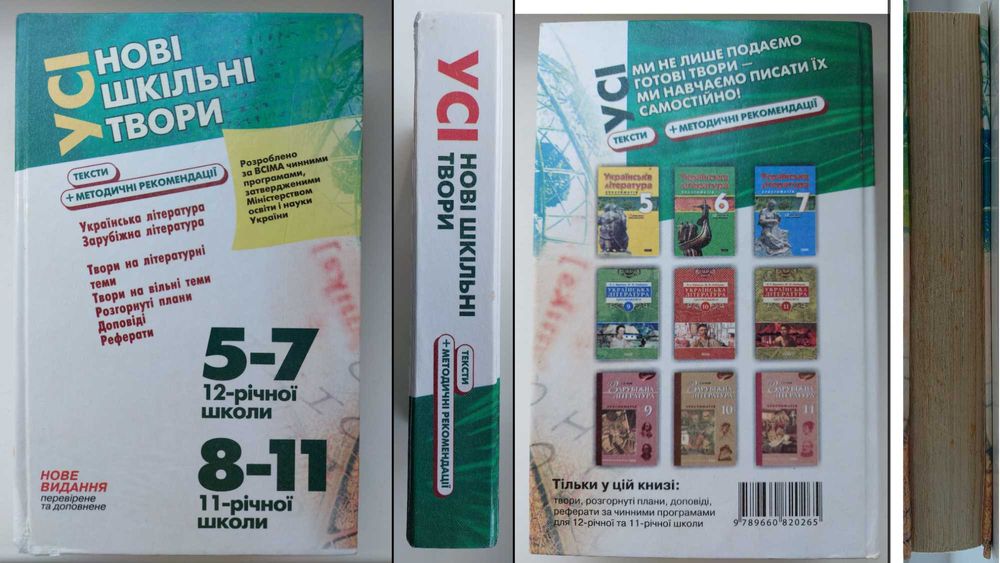 УСІ
НОВІ
ШКІЛЬНІ
ТВОРИ
ТЕКСТИ
+ МЕТОДИЧНІ РЕКОМЕНДАЦІЇ
Розроблено
за ВСІМА чинними
програмами,
затвердженими
Міністерством
освіти і науки
України
Українська література
Зарубіжна література
Твори на літературні
теми
Твори на вільні теми
Розгорнуті плани
Доповіді
Реферати
5-7
12-річної
школи
8-11
11-річної
школи
НОВЕ
ВИДАННЯ
перевірене
та доповнене
УСІ
НОВІ ШКІЛЬНІ
ТВОРИ
ТЕКСТИ
+ МЕТОДИЧНІ РЕКОМЕНДАЦІЇ
УСІ
МИ НЕ ЛИШЕ ПОДАЄМО
ГОТОВІ ТВОРИ —
МИ НАВЧАЄМО ПИСАТИ ЇХ
САМОСТІЙНО!
ТЕКСТИ
+ МЕТОДИЧНІ РЕКОМЕНДАЦІЇ
Українська
література
5
Українська
література
6
Українська
література
7
УКРАЇНСЬКА
ЛІТЕРАТУРА
9
УКРАЇНСЬКА
ЛІТЕРАТУРА
10
УКРАЇНСЬКА
ЛІТЕРАТУРА
11
ЗАРУБІЖНА
ЛІТЕРАТУРА
9
ЗАРУБІЖНА
ЛІТЕРАТУРА
10
ЗАРУБІЖНА
ЛІТЕРАТУРА
11
Тільки у цій книзі:
твори, розгорнуті плани, доповіді,
реферати за чинними програмами
для 12-річної та 11-річної школи
9 789660 820265